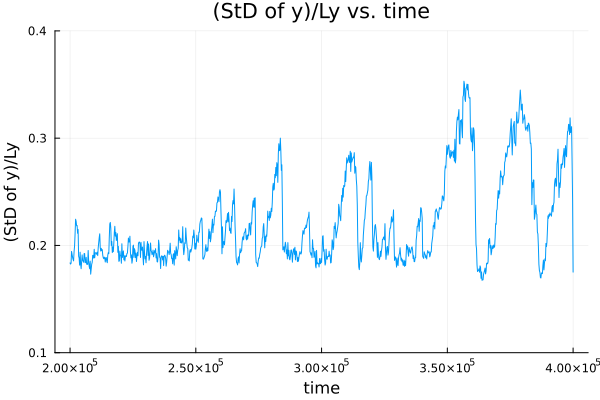 (StD of y)/Ly vs. time
(StD of y)/Ly
0.4
0.3
0.2
0.1
2.00×10⁵ 2.50×10⁵ 3.00×10⁵ 3.50×10⁵ 4.00×10⁵
time